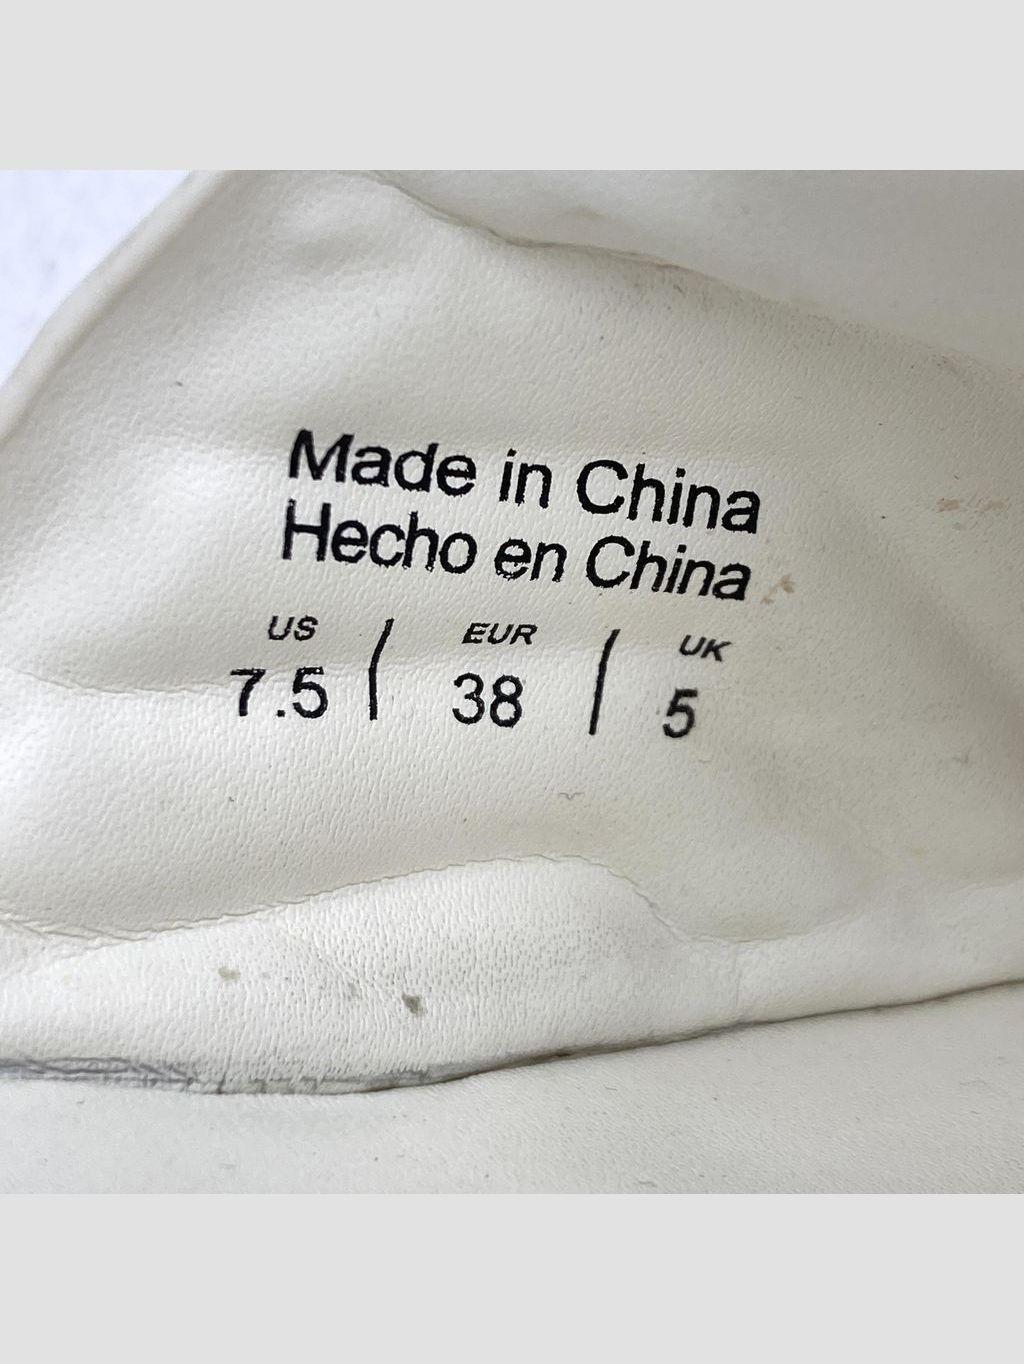 Made in China
Hecho en China
US | EUR | UK
7.5 | 38 | 5